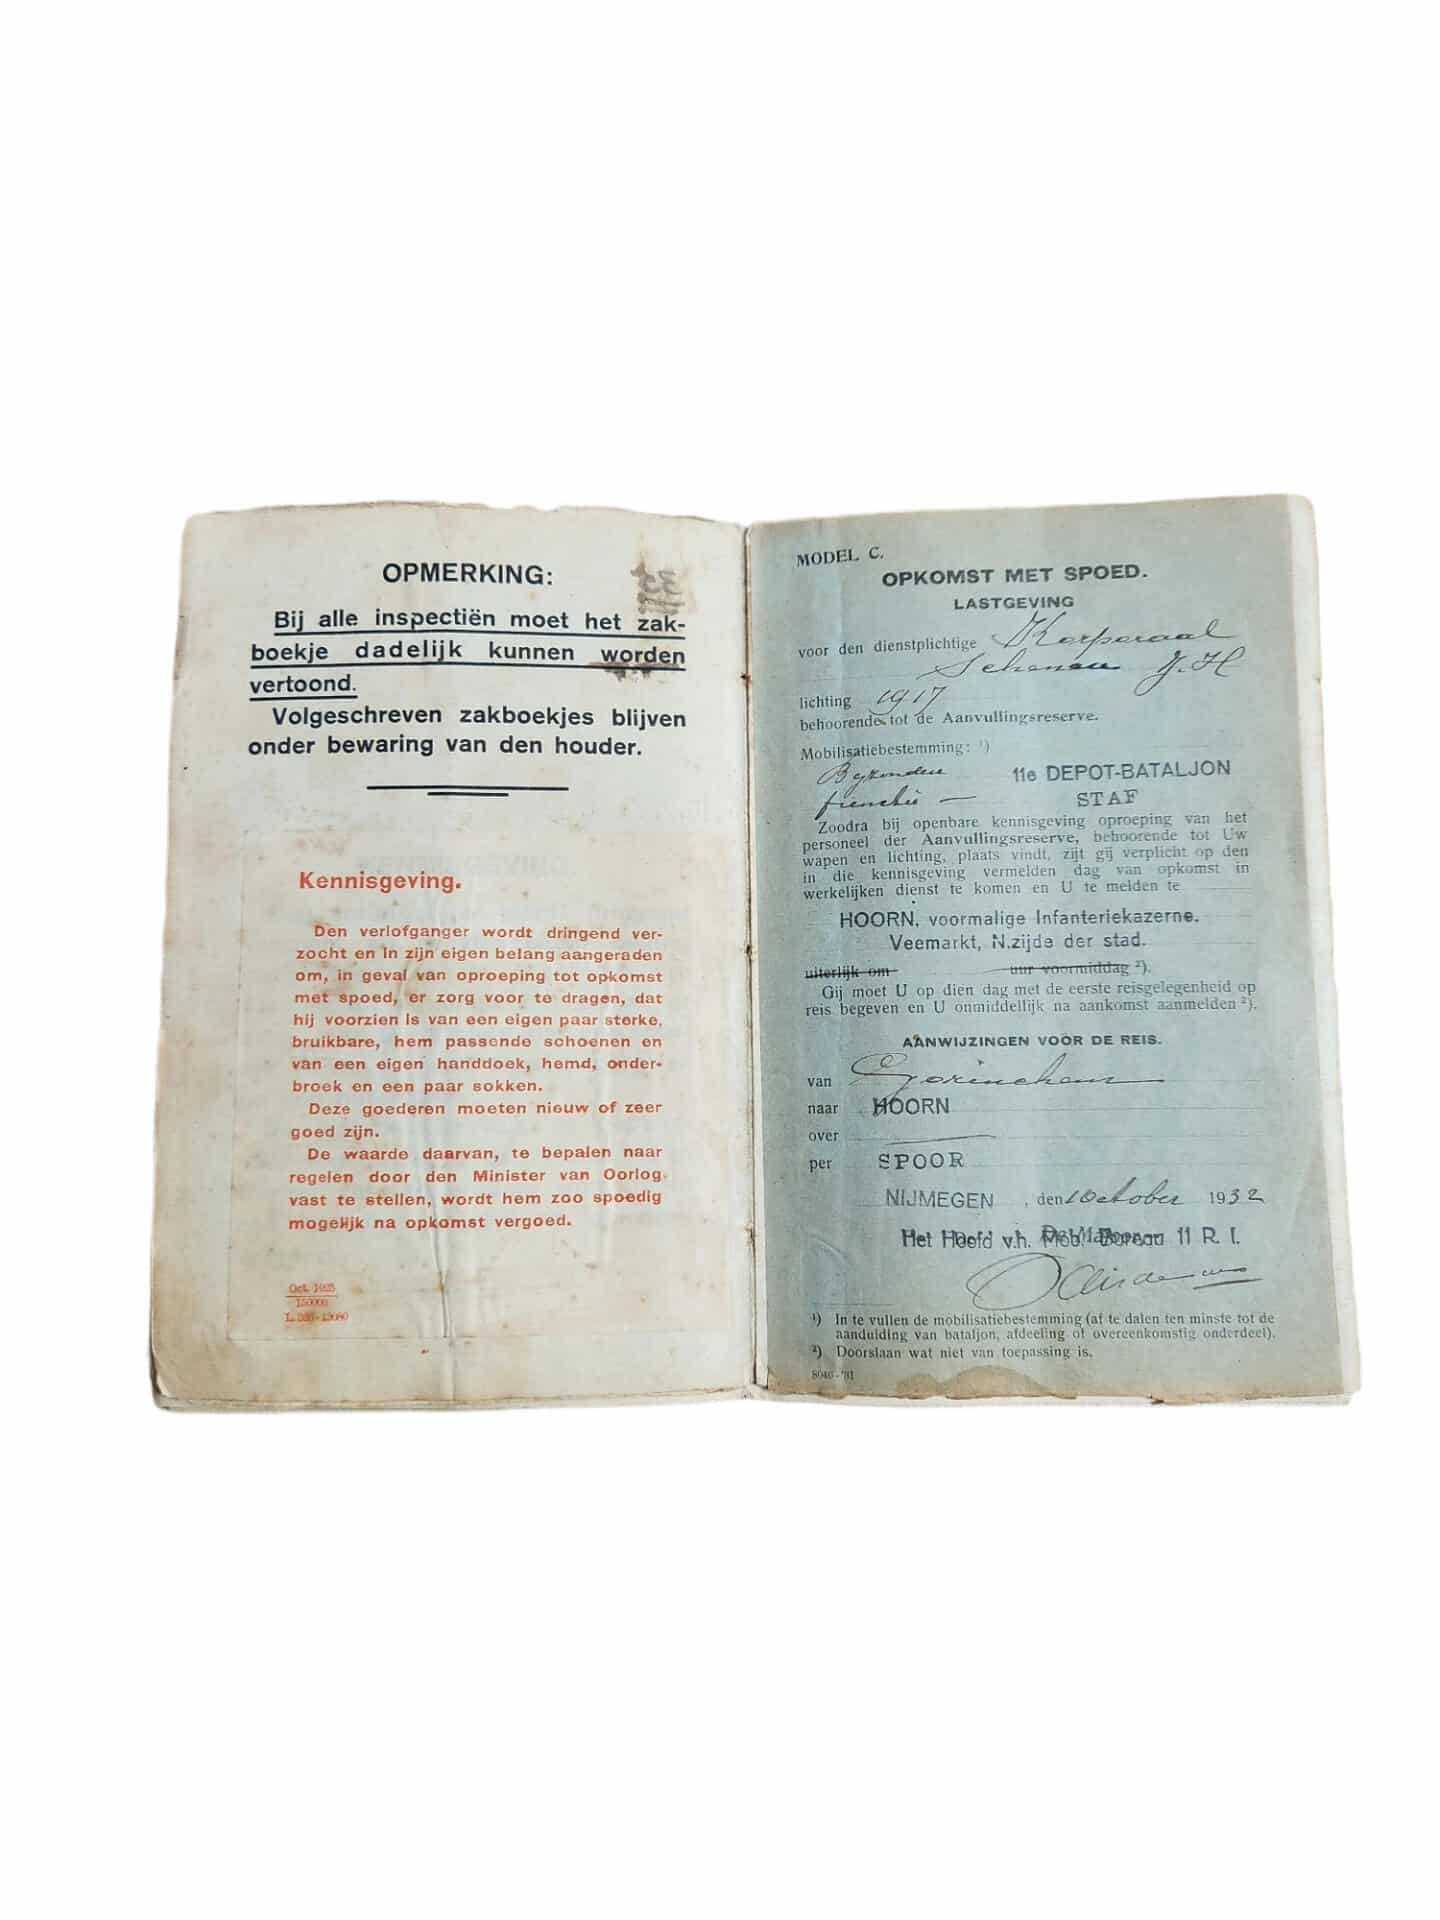 OPMERKING:
Bij alle inspectiën moet het zak-
boekje dadelijk kunnen worden
vertoond.
Volgeschreven zakboekjes blijven
onder bewaring van den houder.
Kennisgeving.
Den verlofganger wordt dringend ver-
zocht en in zijn eigen belang aangeraden
om, in geval van oproeping tot opkomst
met spoed, er zorg voor te dragen, dat
hij voorzien is van een eigen paar sterke,
bruikbare, hem passende schoenen en
van een eigen handdoek, hemd, onder-
broek en een paar sokken.
Deze goederen moeten nieuw of zeer
goed zijn.
De waarde daarvan, te bepalen naar
regelen door den Minister van Oorlog
vast te stellen, wordt hem zoo spoedig
mogelijk na opkomst vergoed.
Oct. 1935
150000
MODEL C.
OPKOMST MET SPOED.
LASTGEVING
voor den dienstplichtige Korporaal
Schenau J. H
lichting 1917
behoorende tot de Aanvullingsreserve.
Mobilisatiebestemming: ¹)
Byzondere 11e DEPOT-BATALJON
functie — STAF
Zoodra bij openbare kennisgeving oproeping van het
personeel der Aanvullingsreserve, behoorende tot Uw
wapen en lichting, plaats vindt, zijt gij verplicht op den
in die kennisgeving vermelden dag van opkomst in
werkelijken dienst te komen en U te melden te
HOORN, voormalige Infanteriekazerne.
Veemarkt, N.zijde der stad.
uiterlijk om uur voormiddag ²).
Gij moet U op dien dag met de eerste reisgelegenheid op
reis begeven en U onmiddellijk na aankomst aanmelden ²).
AANWIJZINGEN VOOR DE REIS.
van Gorinchem
naar HOORN
over
per SPOOR
NIJMEGEN , den 1 October 1932
Het Hoofd v.h. Mob. Bureau 11 R. I.
¹) In te vullen de mobilisatiebestemming (af te dalen ten minste tot de
aanduiding van bataljon, afdeeling of overeenkomstig onderdeel).
²) Doorslaan wat niet van toepassing is.
8046-'31